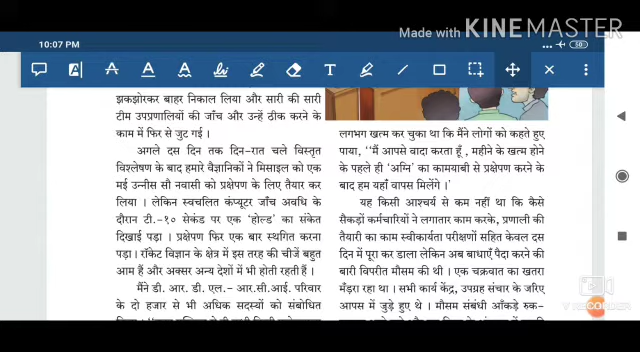 Made with KINEMASTER
10:07 PM
58
झकझोरकर बाहर निकाल लिया और सारी की सारी
टीम उपप्रणालियों की जाँच और उन्हें ठीक करने के
काम में फिर से जुट गई ।
अगले दस दिन तक दिन-रात चले विस्तृत
विश्लेषण के बाद हमारे वैज्ञानिकों ने मिसाइल को एक
मई उन्नीस सौ नवासी को प्रक्षेपण के लिए तैयार कर
लिया । लेकिन स्वचलित कंप्यूटर जाँच अवधि के
दौरान टी.-१० सेकंड पर एक 'होल्ड' का संकेत
दिखाई पड़ा । प्रक्षेपण फिर एक बार स्थगित करना
पड़ा । रॉकेट विज्ञान के क्षेत्र में इस तरह की चीजें बहुत
आम हैं और अक्सर अन्य देशों में भी होती रहती हैं ।
मैंने डी. आर. डी. एल.- आर.सी.आई. परिवार
के दो हजार से भी अधिक सदस्यों को संबोधित
लगभग खत्म कर चुका था कि मैंने लोगों को कहते हुए
पाया, ''मैं आपसे वादा करता हूँ, महीने के खत्म होने
के पहले ही 'अग्नि' का कामयाबी से प्रक्षेपण करने के
बाद हम यहाँ वापस मिलेंगे ।'
यह किसी आश्चर्य से कम नहीं था कि कैसे
सैकड़ों कर्मचारियों ने लगातार काम करके, प्रणाली की
तैयारी का काम स्वीकार्यता परीक्षणों सहित केवल दस
दिन में पूरा कर डाला लेकिन अब बाधाएँ पैदा करने की
बारी विपरीत मौसम की थी । एक चक्रवात का खतरा
मँडरा रहा था । सभी कार्य केंद्र, उपग्रह संचार के जरिए
आपस में जुड़े हुए थे । मौसम संबंधी आँकड़े रुक-
RECORDER